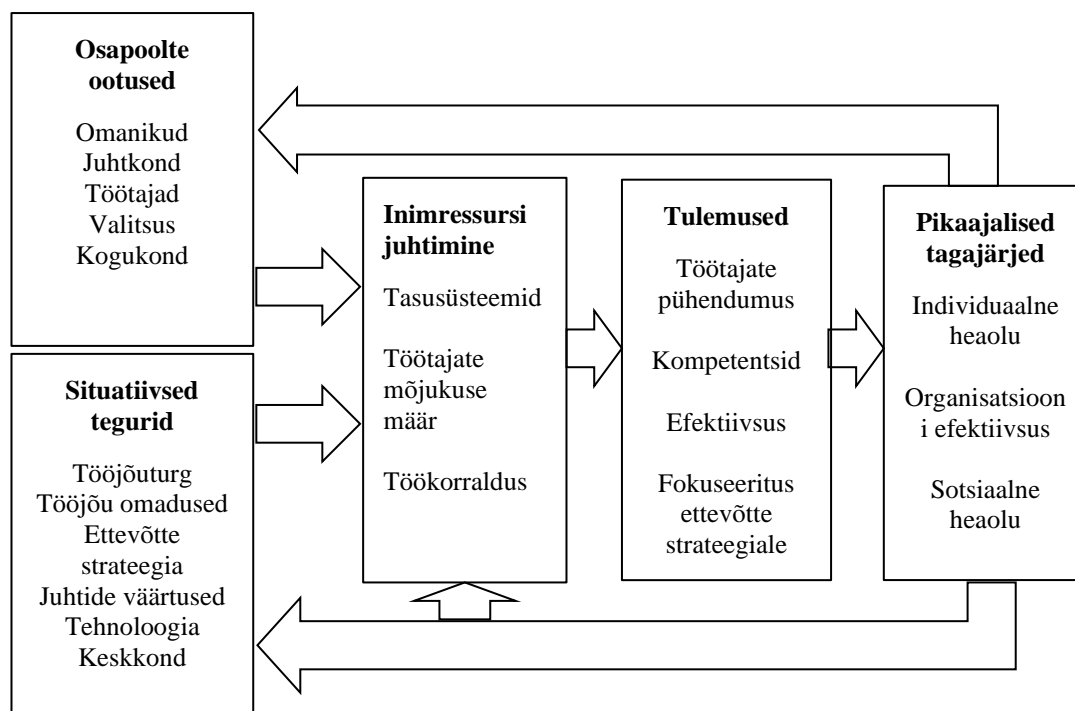 Osapoolte
ootused
Omanikud
Juhtkond
Töötajad
Valitsus
Kogukond
Situatiivsed
tegurid
Tööjõuturg
Tööjõu omadused
Ettevõtte
strateegia
Juhtide väärtused
Tehnoloogia
Keskkond
Inimressursi
juhtimine
Tasusüsteemid
Töötajate
mõjukuse
määr
Töökorraldus
Tulemused
Töötajate
pühendumus
Kompetentsid
Efektiivsus
Fokuseeritus
ettevõtte
strateegiale
Pikaajalised
tagajärjed
Individuaalne
heaolu
Organisatsioon
i efektiivsus
Sotsiaalne
heaolu